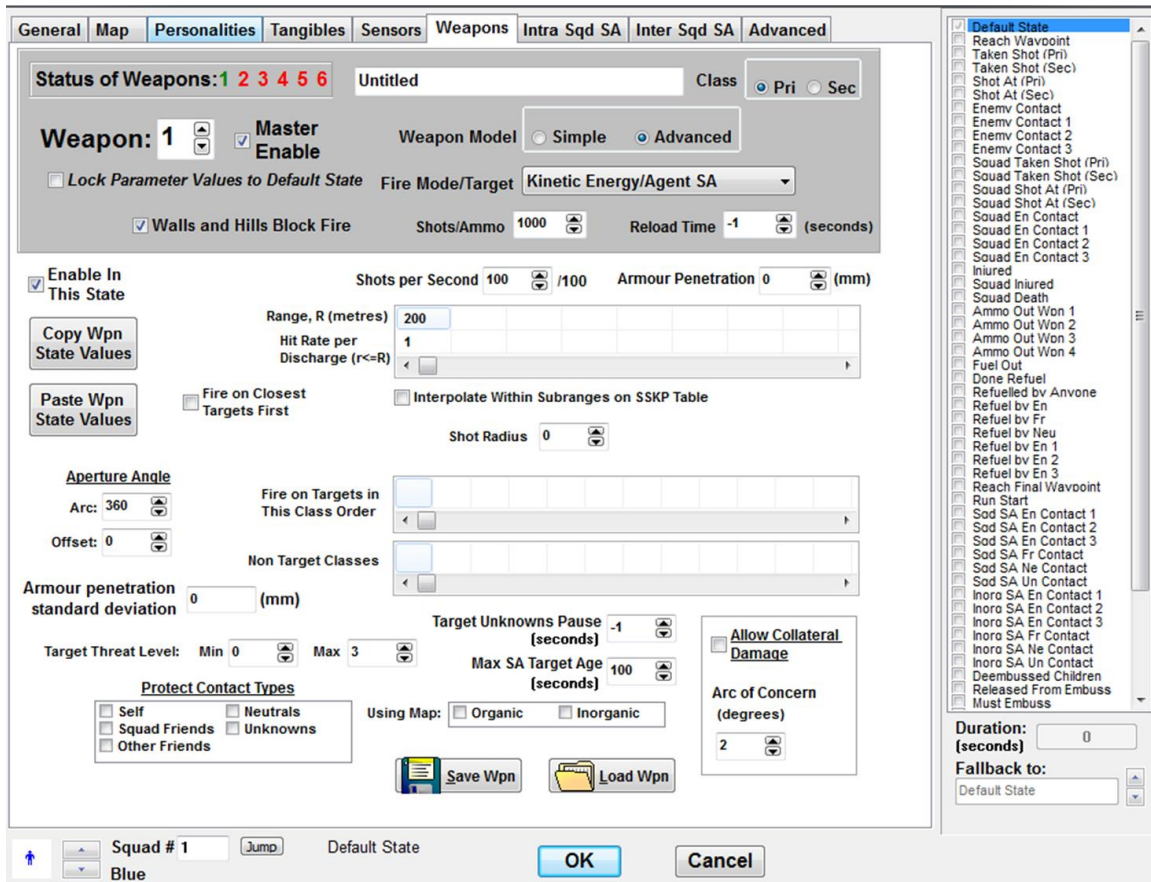 General Map Personalities Tangibles Sensors Weapons Intra Sqd SA Inter Sqd SA Advanced
Status of Weapons:1 2 3 4 5 6 Untitled Class Pri Sec
Weapon: 1 Master Enable Weapon Model Simple Advanced
Lock Parameter Values to Default State Fire Mode/Target Kinetic Energy/Agent SA
Walls and Hills Block Fire Shots/Ammo 1000 Reload Time -1 (seconds)
Enable In This State Shots per Second 100 /100 Armour Penetration 0 (mm)
Copy Wpn State Values
Range, R (metres) 200
Hit Rate per Discharge (r<=R) 1
Paste Wpn State Values
Fire on Closest Targets First
Interpolate Within Subranges on SSKP Table
Shot Radius 0
Aperture Angle
Arc: 360
Offset: 0
Fire on Targets in This Class Order
Non Target Classes
Armour penetration standard deviation 0 (mm)
Target Threat Level: Min 0 Max 3
Target Unknowns Pause (seconds) -1
Max SA Target Age (seconds) 100
Allow Collateral Damage
Arc of Concern (degrees)
2
Protect Contact Types
Self Neutrals
Squad Friends Unknowns
Other Friends
Using Map: Organic Inorganic
Save Wpn Load Wpn
Default State
Reach Waypoint
Taken Shot (Pri)
Taken Shot (Sec)
Shot At (Pri)
Shot At (Sec)
Enemy Contact
Enemy Contact 1
Enemy Contact 2
Enemy Contact 3
Squad Taken Shot (Pri)
Squad Taken Shot (Sec)
Squad Shot At (Pri)
Squad Shot At (Sec)
Squad En Contact
Squad En Contact 1
Squad En Contact 2
Squad En Contact 3
Injured
Squad Injured
Squad Death
Ammo Out Wpn 1
Ammo Out Wpn 2
Ammo Out Wpn 3
Ammo Out Wpn 4
Fuel Out
Done Refuel
Refuelled by Anyone
Refuel by En
Refuel by Fr
Refuel by Neu
Refuel by En 1
Refuel by En 2
Refuel by En 3
Reach Final Waypoint
Run Start
Sqd SA En Contact 1
Sqd SA En Contact 2
Sqd SA En Contact 3
Sqd SA Fr Contact
Sqd SA Ne Contact
Sqd SA Un Contact
Inorg SA En Contact 1
Inorg SA En Contact 2
Inorg SA En Contact 3
Inorg SA Fr Contact
Inorg SA Ne Contact
Inorg SA Un Contact
Deembussed Children
Released From Embuss
Must Embuss
Duration: (seconds) 0
Fallback to:
Default State
Squad # 1 Jump Default State
Blue
OK Cancel